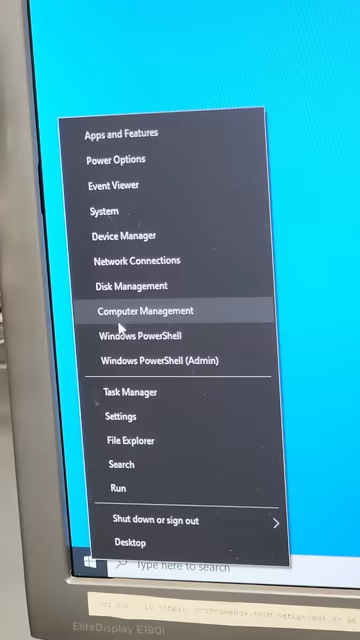 Apps and Features
Power Options
Event Viewer
System
Device Manager
Network Connections
Disk Management
Computer Management
Windows PowerShell
Windows PowerShell (Admin)
Task Manager
Settings
File Explorer
Search
Run
Shut down or sign out
Desktop
Type here to search
EliteDisplay E190i